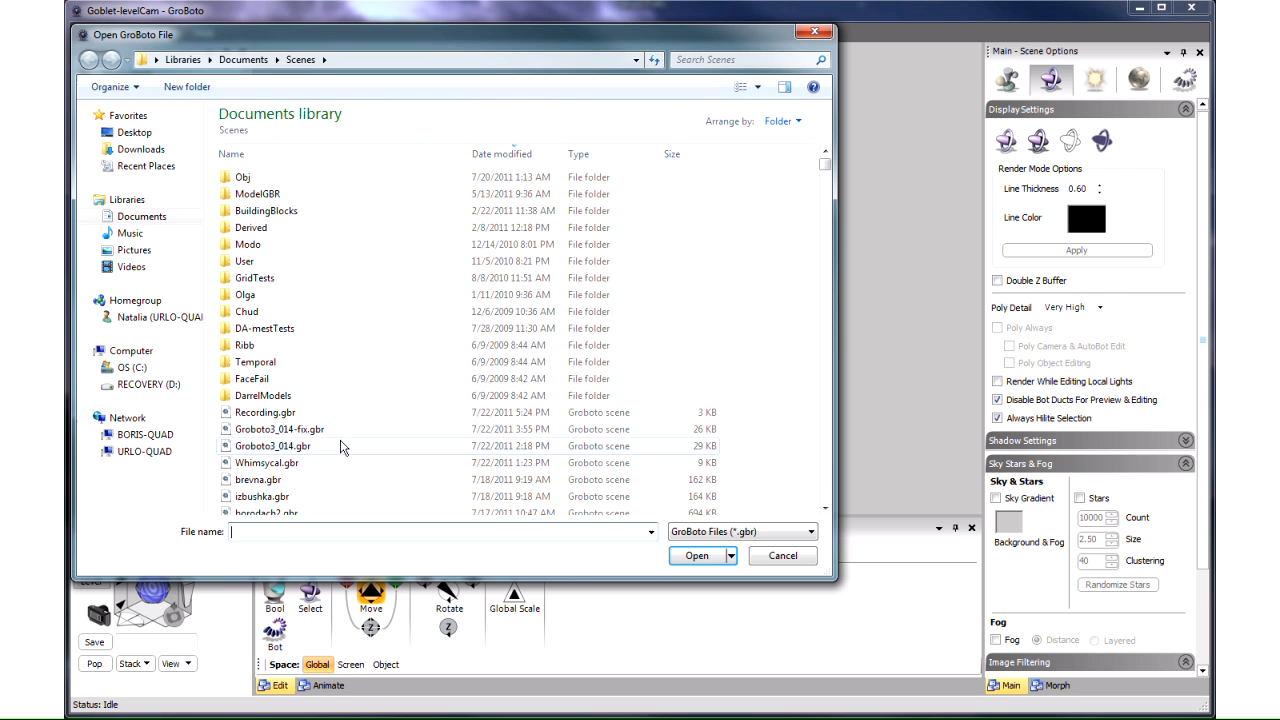 Goblet-levelCam - GroBoto
Open GroBoto File
Libraries Documents Scenes
Search Scenes
Organize New folder
Favorites
Desktop
Downloads
Recent Places
Libraries
Documents
Music
Pictures
Videos
Homegroup
Natalia (URLO-QUAD
Computer
OS (C:)
RECOVERY (D:)
Network
BORIS-QUAD
URLO-QUAD
Documents library
Scenes
Arrange by: Folder
Name Date modified Type Size
Obj 7/20/2011 1:13 AM File folder
ModelGBR 5/13/2011 9:36 AM File folder
BuildingBlocks 2/22/2011 11:38 AM File folder
Derived 2/8/2011 12:18 PM File folder
Modo 12/14/2010 8:01 PM File folder
User 11/5/2010 8:21 PM File folder
GridTests 8/8/2010 11:51 AM File folder
Olga 1/11/2010 9:36 AM File folder
Chud 12/6/2009 10:36 AM File folder
DA-mestTests 7/28/2009 11:30 AM File folder
Ribb 6/9/2009 8:44 AM File folder
Temporal 6/9/2009 8:44 AM File folder
FaceFail 6/9/2009 8:42 AM File folder
DarrelModels 6/9/2009 8:42 AM File folder
Recording.gbr 7/22/2011 5:24 PM Groboto scene 3 KB
Groboto3_014-fix.gbr 7/22/2011 3:55 PM Groboto scene 26 KB
Groboto3_014.gbr 7/22/2011 2:18 PM Groboto scene 29 KB
Whimsycal.gbr 7/22/2011 1:23 PM Groboto scene 9 KB
brevna.gbr 7/18/2011 9:19 AM Groboto scene 162 KB
izbushka.gbr 7/18/2011 9:18 AM Groboto scene 164 KB
borodach2.gbr 7/17/2011 10:47 AM Groboto scene 694 KB
File name: GroBoto Files (*.gbr)
Open Cancel
Main - Scene Options
Display Settings
Render Mode Options
Line Thickness 0.60
Line Color
Apply
Double Z Buffer
Poly Detail Very High
Poly Always
Poly Camera & AutoBot Edit
Poly Object Editing
Render While Editing Local Lights
Disable Bot Ducts For Preview & Editing
Always Hilite Selection
Shadow Settings
Sky Stars & Fog
Sky & Stars
Sky Gradient Stars
10000 Count
Background & Fog 2.50 Size
40 Clustering
Randomize Stars
Fog
Fog Distance Layered
Image Filtering
Main Morph
Level
Save
Pop Stack View
Bool Select Move Rotate Global Scale
Z Z
Bot
Space: Global Screen Object
Edit Animate
Status: Idle